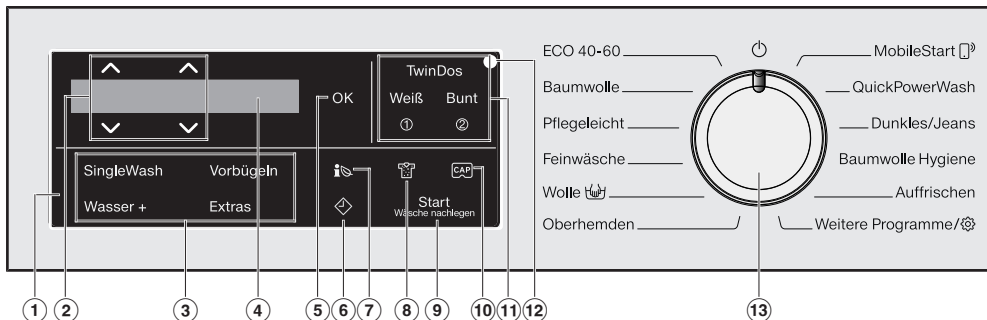 TwinDos
OK
Weiß Bunt
① ②
SingleWash Vorbügeln
Wasser + Extras
CAP
Start
Wäsche nachlegen
ECO 40-60
Baumwolle
Pflegeleicht
Feinwäsche
Wolle
Oberhemden
MobileStart
QuickPowerWash
Dunkles/Jeans
Baumwolle Hygiene
Auffrischen
Weitere Programme/
① ② ③ ④ ⑤ ⑥ ⑦ ⑧ ⑨ ⑩ ⑪ ⑫ ⑬